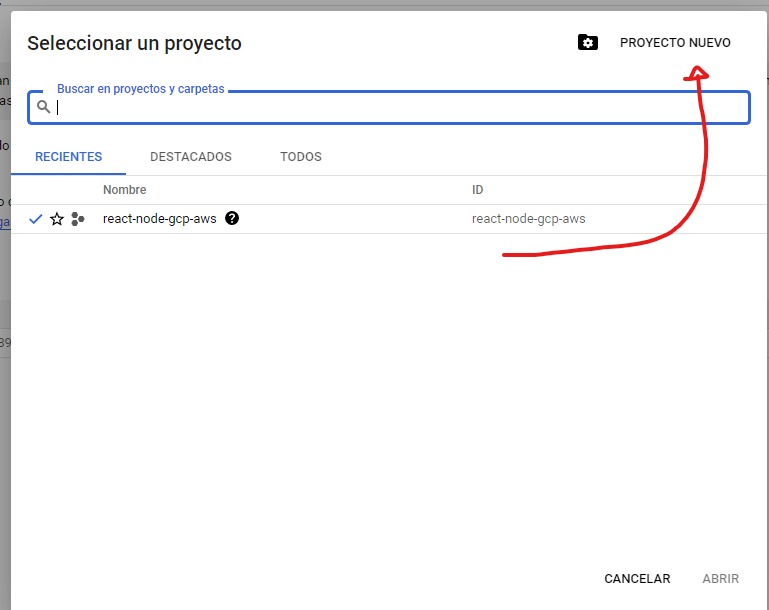 Seleccionar un proyecto
PROYECTO NUEVO
Buscar en proyectos y carpetas
RECIENTES DESTACADOS TODOS
Nombre ID
react-node-gcp-aws react-node-gcp-aws
CANCELAR ABRIR